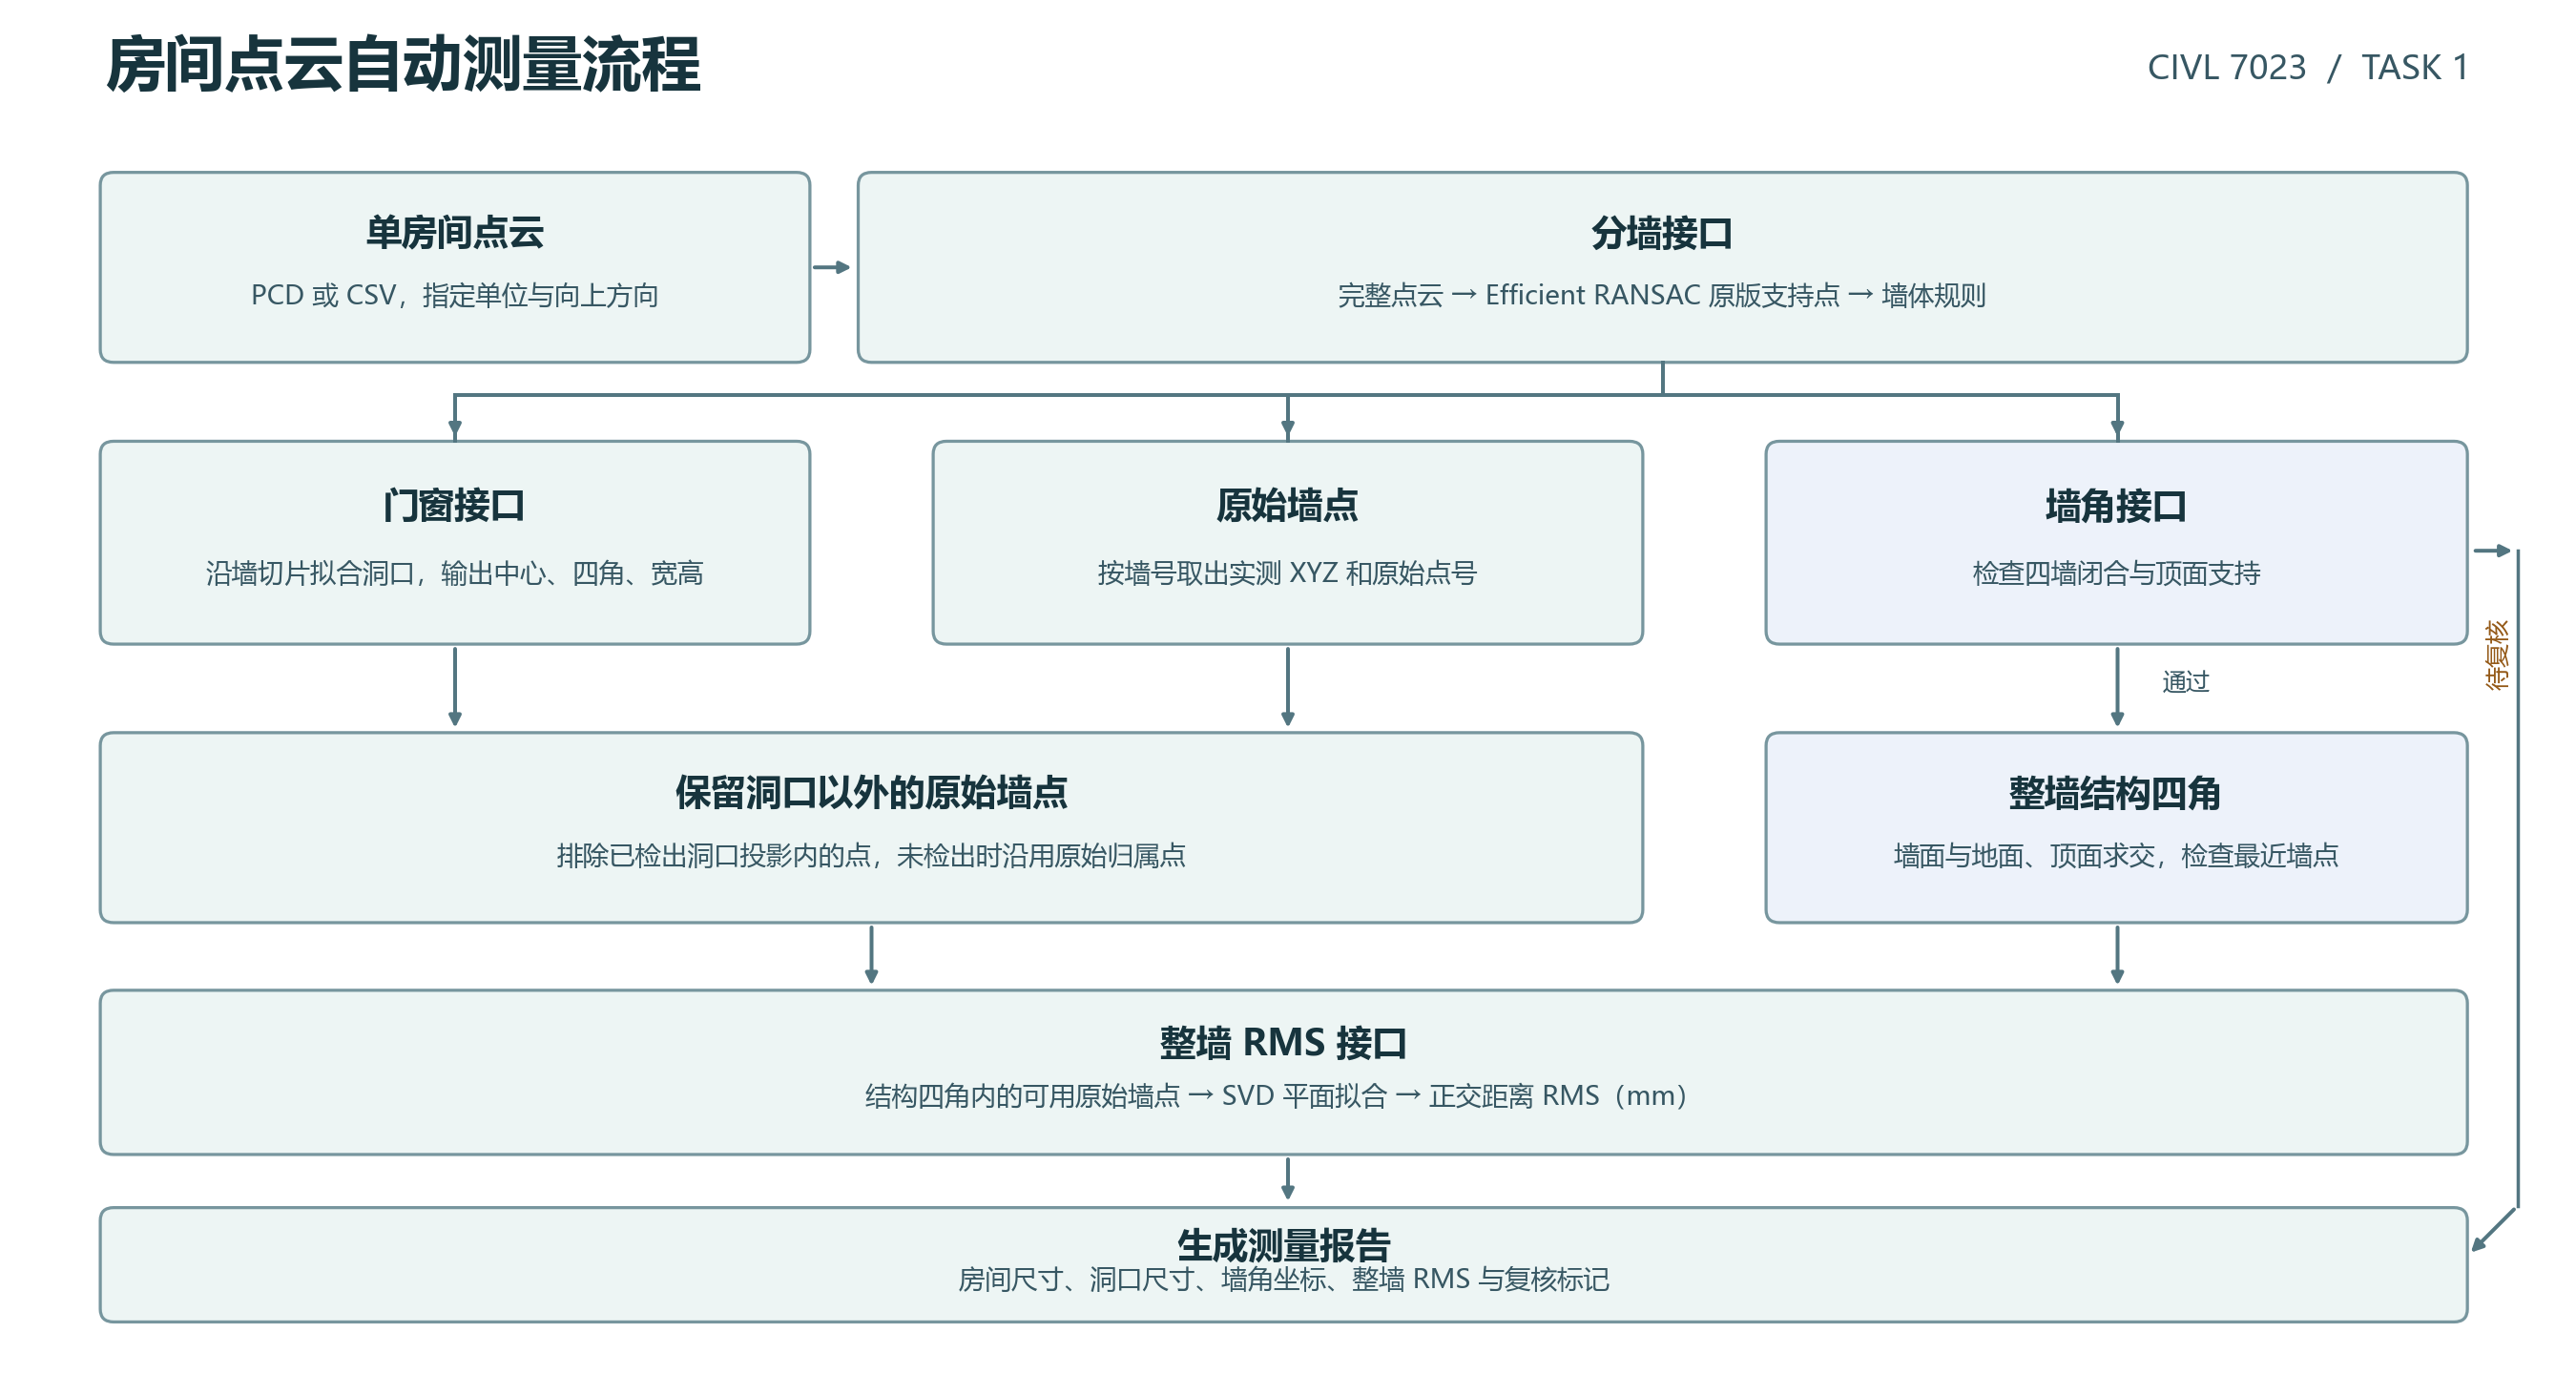 房间点云自动测量流程
CIVL 7023 / TASK 1
单房间点云
PCD 或 CSV，指定单位与向上方向
分墙接口
完整点云 → Efficient RANSAC 原版支持点 → 墙体规则
门窗接口
沿墙切片拟合洞口，输出中心、四角、宽高
原始墙点
按墙号取出实测 XYZ 和原始点号
墙角接口
检查四墙闭合与顶面支持
通过
待复核
保留洞口以外的原始墙点
排除已检出洞口投影内的点，未检出时沿用原始归属点
整墙结构四角
墙面与地面、顶面求交，检查最近墙点
整墙 RMS 接口
结构四角内的可用原始墙点 → SVD 平面拟合 → 正交距离 RMS（mm）
生成测量报告
房间尺寸、洞口尺寸、墙角坐标、整墙 RMS 与复核标记